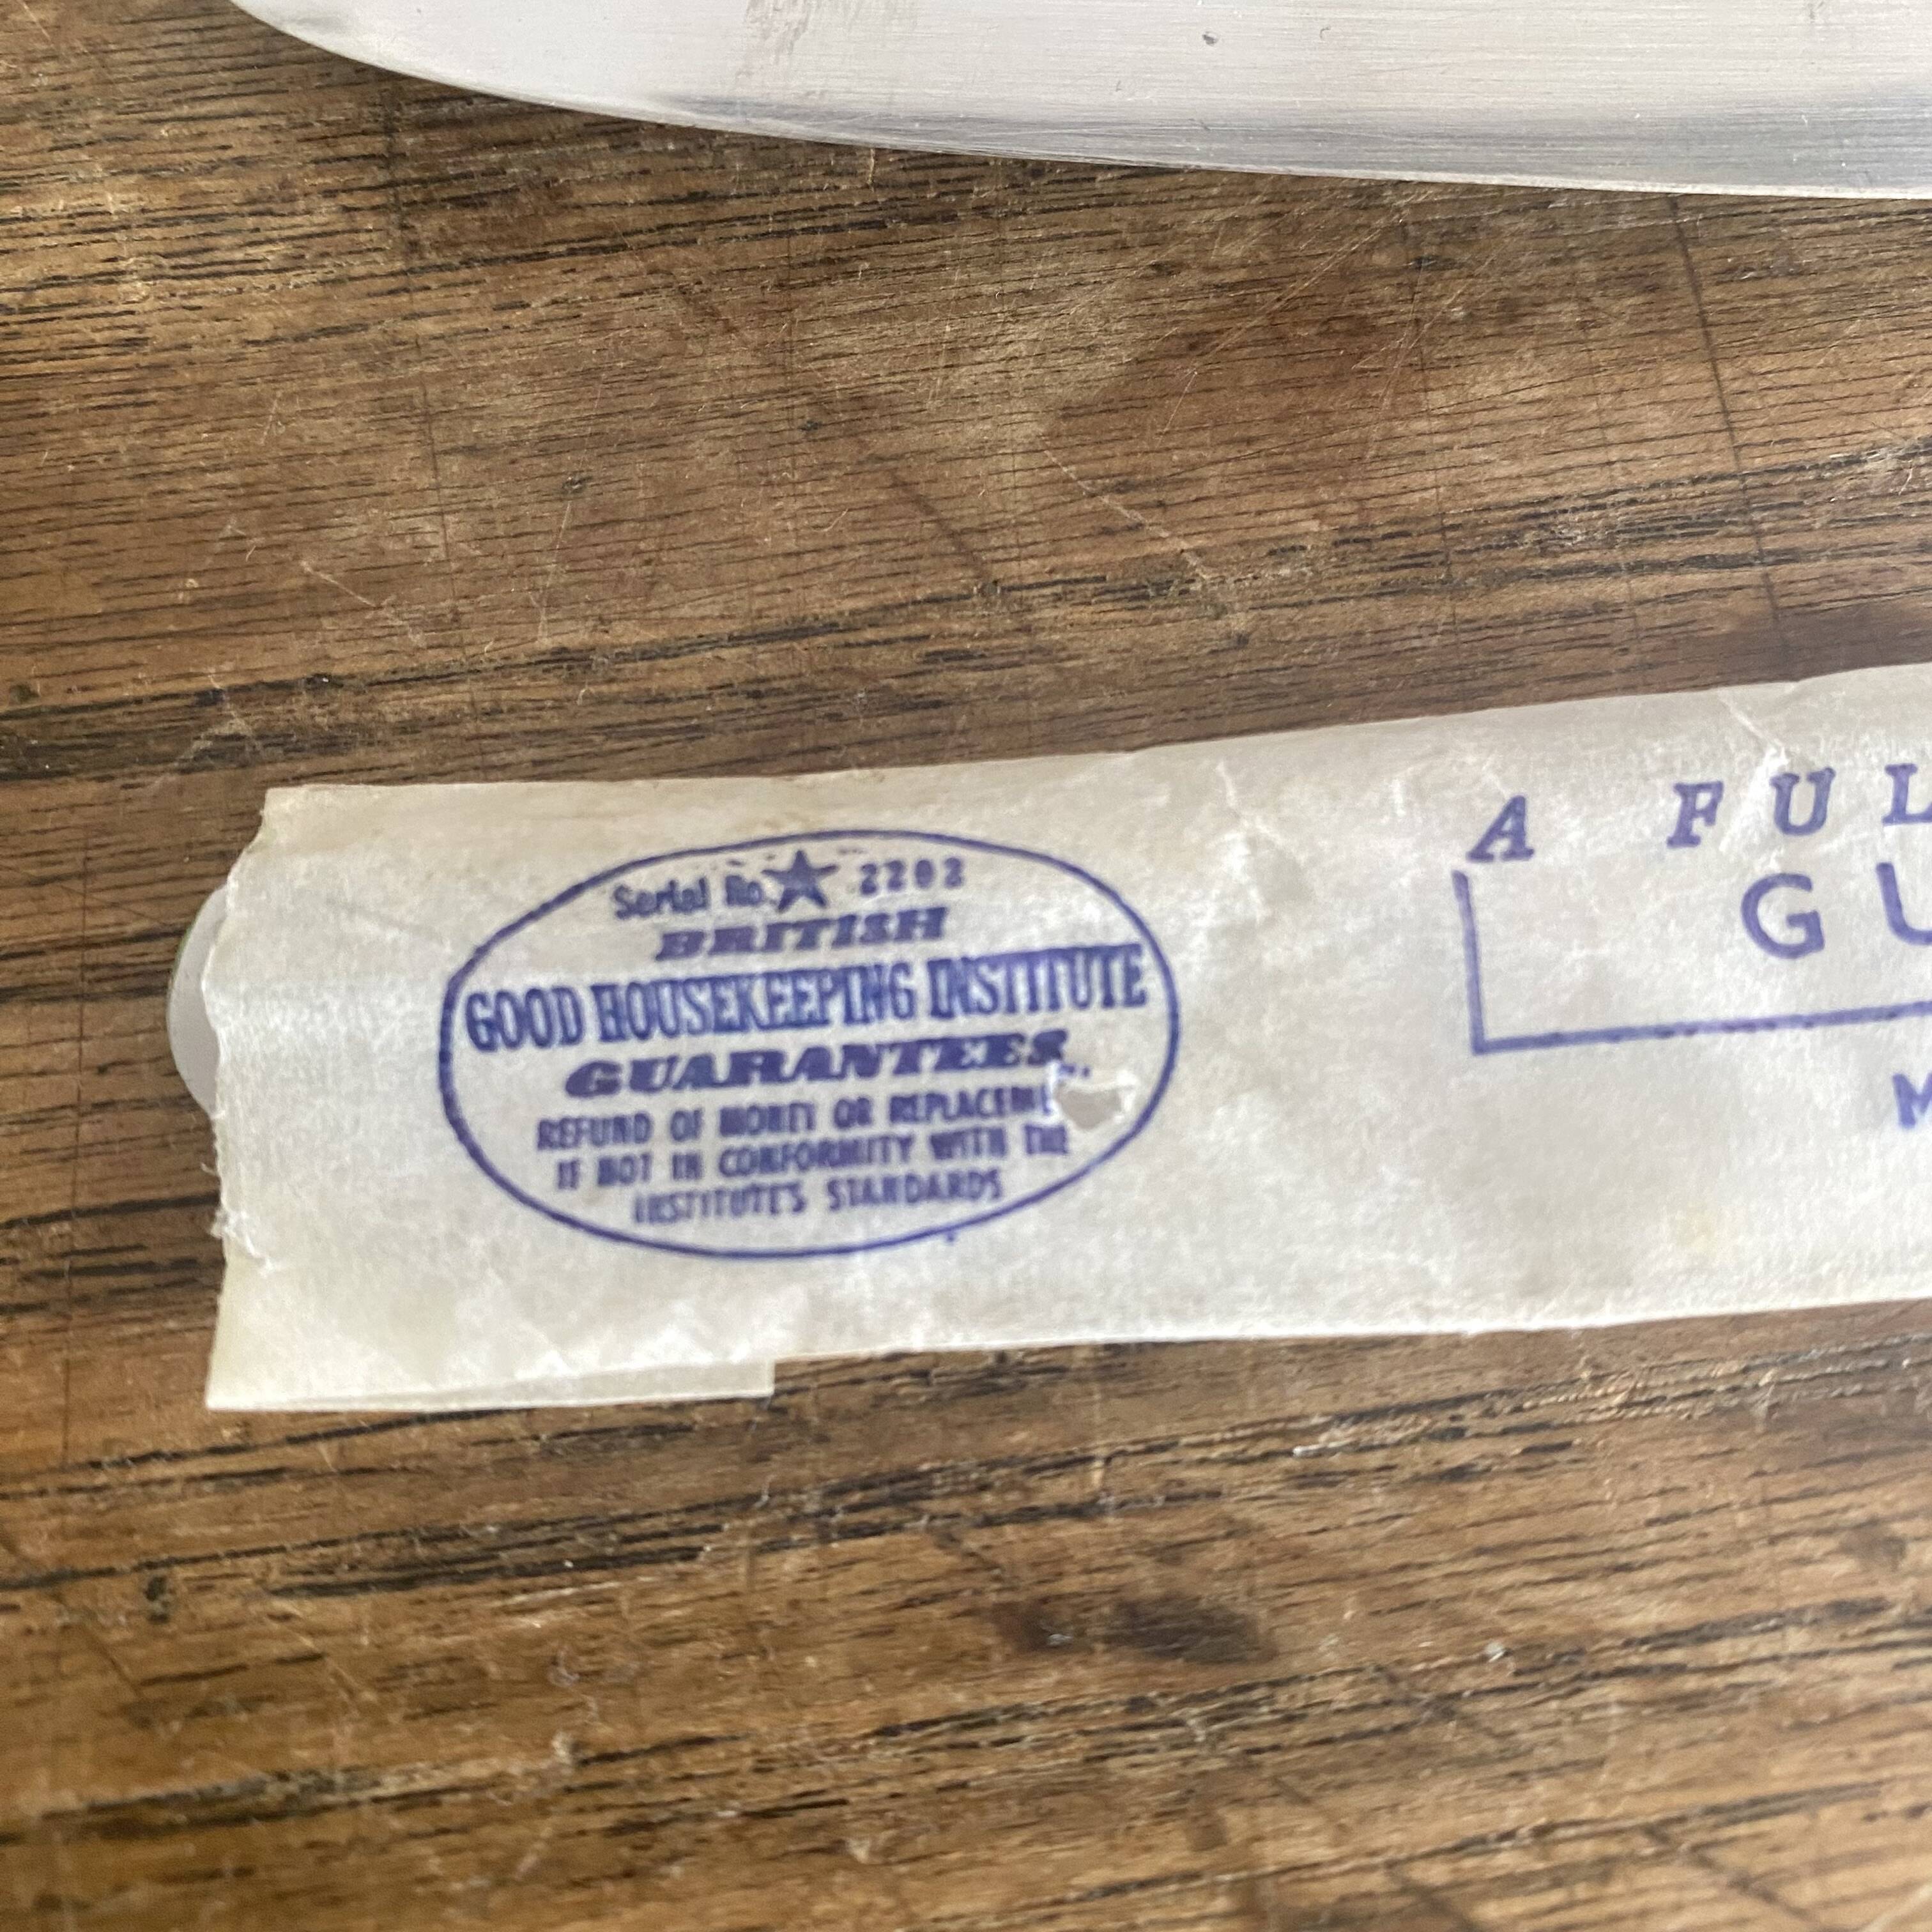 Serial No. ★ 2202
BRITISH
GOOD HOUSEKEEPING INSTITUTE
GUARANTEES
REFUND OF MONEY OR REPLACEME
IF NOT IN CONFORMITY WITH THE
INSTITUTE'S STANDARDS
A FUL
GU
M